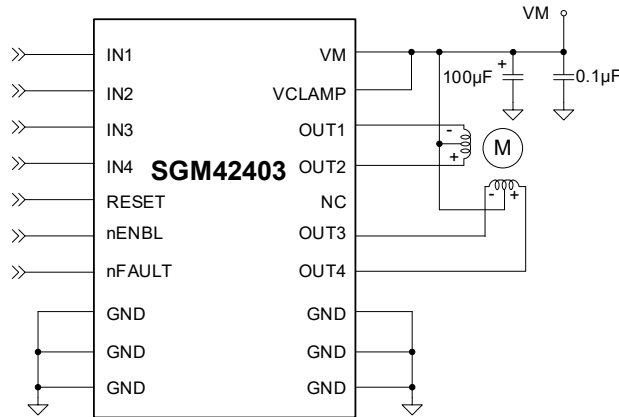 VM
IN1
VM
100µF
+
0.1µF
IN2
VCLAMP
IN3
OUT1
-
M
IN4
SGM42403
OUT2
+
RESET
NC
- +
nENBL
OUT3
nFAULT
OUT4
GND
GND
GND
GND
GND
GND